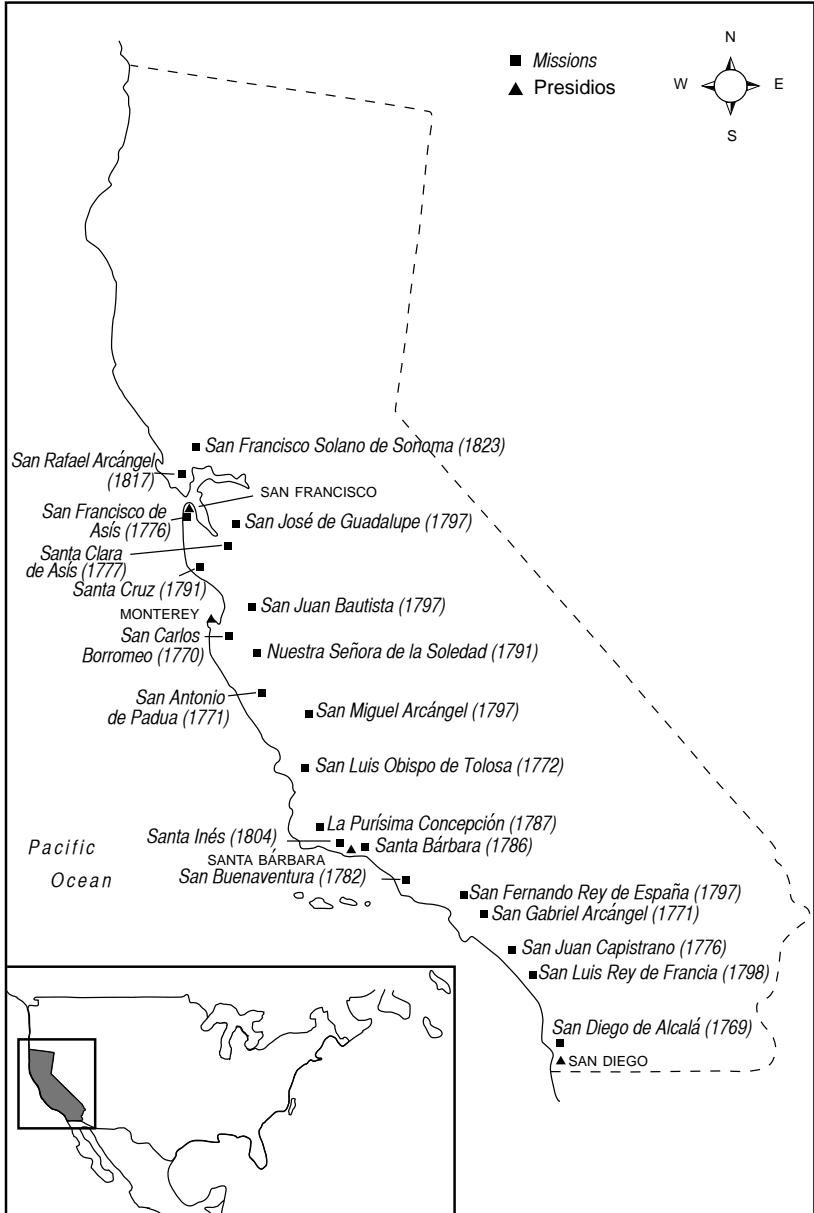 N
Missions
W E
Presidios
S
San Francisco Solano de Sonoma (1823)
San Rafael Arcángel
(1817)
SAN FRANCISCO
San Francisco de
Asís (1776)
San José de Guadalupe (1797)
Santa Clara
de Asís (1777)
Santa Cruz (1791)
San Juan Bautista (1797)
MONTEREY
San Carlos
Borromeo (1770)
Nuestra Señora de la Soledad (1791)
San Antonio
de Padua (1771)
San Miguel Arcángel (1797)
San Luis Obispo de Tolosa (1772)
La Purísima Concepción (1787)
Santa Inés (1804)
Santa Bárbara (1786)
Pacific
Ocean
SANTA BÁRBARA
San Buenaventura (1782)
San Fernando Rey de España (1797)
San Gabriel Arcángel (1771)
San Juan Capistrano (1776)
San Luis Rey de Francia (1798)
San Diego de Alcalá (1769)
SAN DIEGO